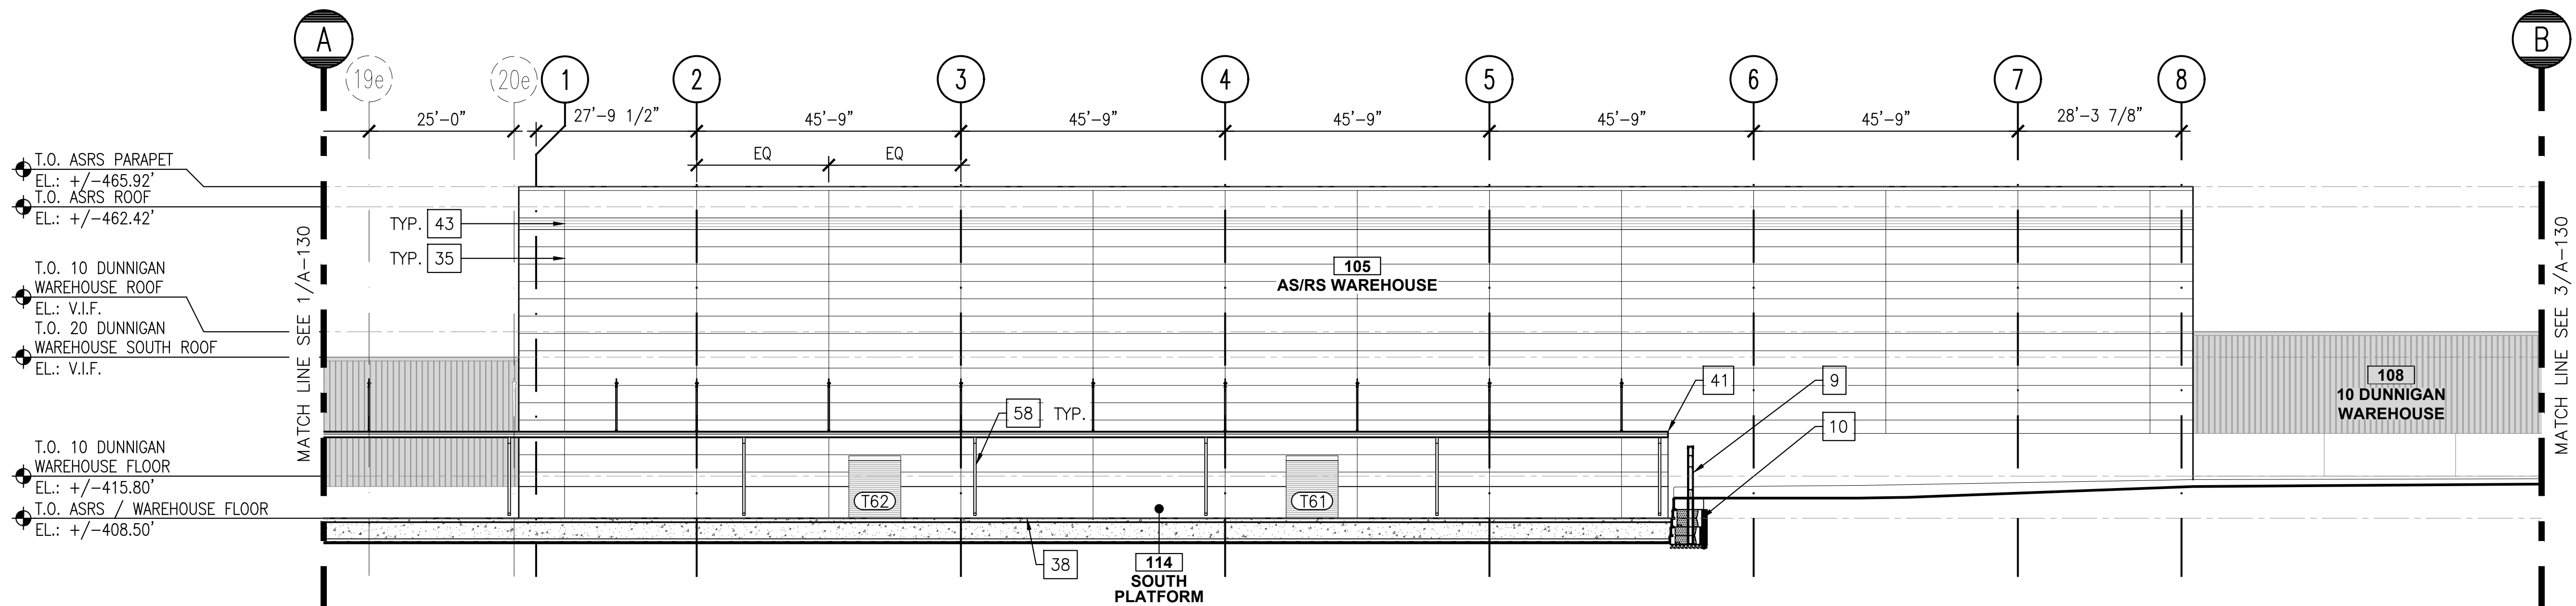 A
19e
20e
1
2
3
4
5
6
7
8
B
25'-0"
27'-9 1/2"
45'-9"
45'-9"
45'-9"
45'-9"
45'-9"
28'-3 7/8"
EQ
EQ
T.O. ASRS PARAPET
EL.: +/-465.92'
T.O. ASRS ROOF
EL.: +/-462.42'
T.O. 10 DUNNIGAN
WAREHOUSE ROOF
EL.: V.I.F.
T.O. 20 DUNNIGAN
WAREHOUSE SOUTH ROOF
EL.: V.I.F.
T.O. 10 DUNNIGAN
WAREHOUSE FLOOR
EL.: +/-415.80'
T.O. ASRS / WAREHOUSE FLOOR
EL.: +/-408.50'
MATCH LINE SEE 1/A-130
TYP. 43
TYP. 35
105
AS/RS WAREHOUSE
41
9
58 TYP.
10
T62
T61
38
114
SOUTH
PLATFORM
108
10 DUNNIGAN
WAREHOUSE
MATCH LINE SEE 3/A-130